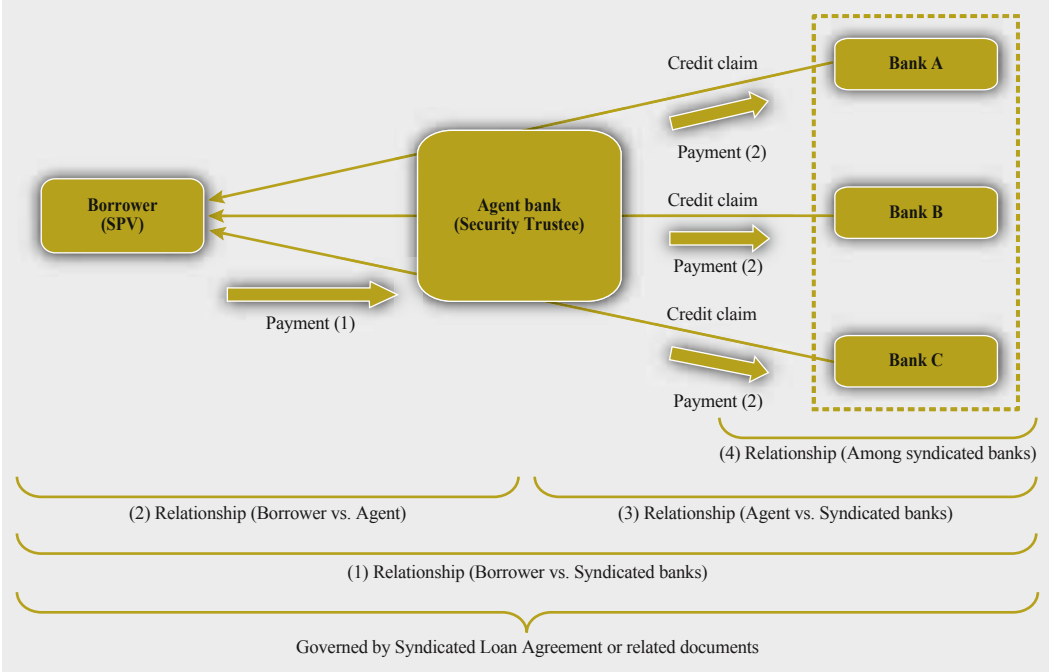 Credit claim
Bank A
Payment (2)
Borrower
(SPV)
Agent bank
(Security Trustee)
Credit claim
Bank B
Payment (2)
Payment (1)
Credit claim
Bank C
Payment (2)
(4) Relationship (Among syndicated banks)
(2) Relationship (Borrower vs. Agent)
(3) Relationship (Agent vs. Syndicated banks)
(1) Relationship (Borrower vs. Syndicated banks)
Governed by Syndicated Loan Agreement or related documents